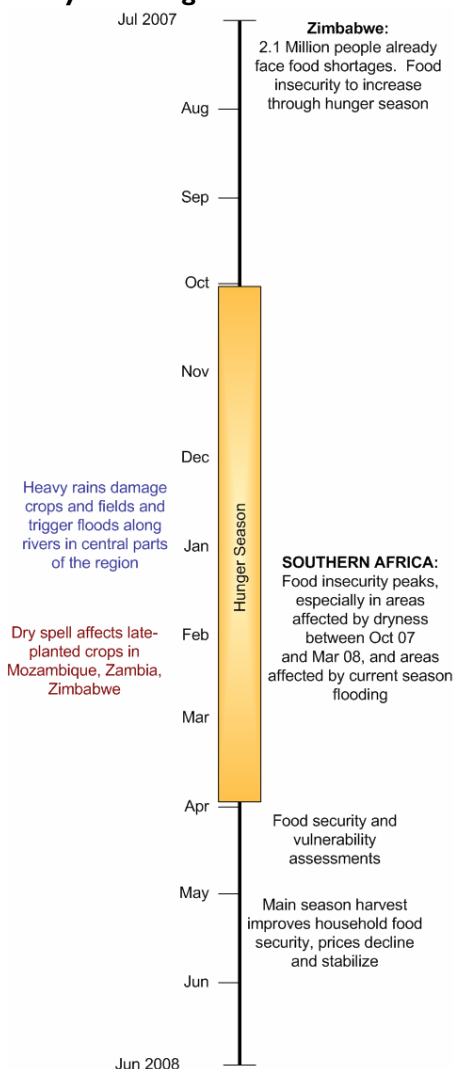 Jul 2007
Zimbabwe:
2.1 Million people already
face food shortages. Food
insecurity to increase
through hunger season
Aug
Sep
Oct
Nov
Dec
Heavy rains damage
crops and fields and
trigger floods along
rivers in central parts
of the region
Jan
Hunger Season
SOUTHERN AFRICA:
Food insecurity peaks,
especially in areas
affected by dryness
between Oct 07
and Mar 08, and areas
affected by current season
flooding
Feb
Dry spell affects late-
planted crops in
Mozambique, Zambia,
Zimbabwe
Mar
Apr
Food security and
vulnerability
assessments
May
Main season harvest
improves household food
security, prices decline
and stabilize
Jun
Jun 2008